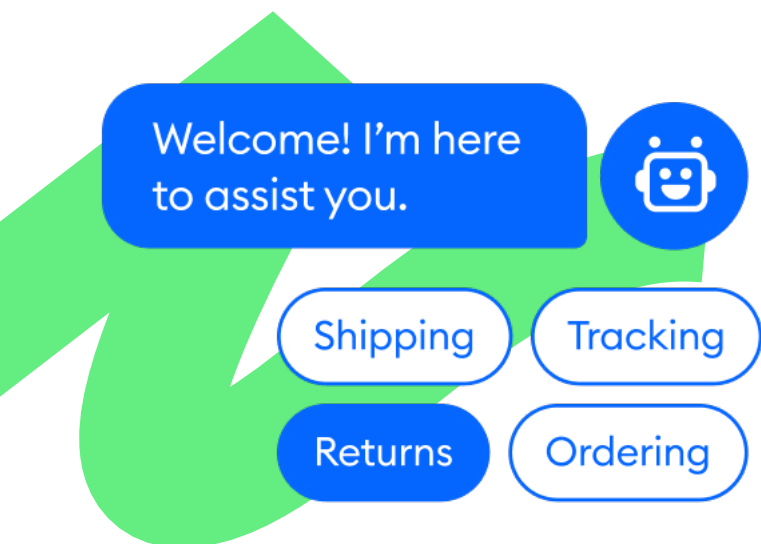 Welcome! I’m here
to assist you.
Shipping
Tracking
Returns
Ordering